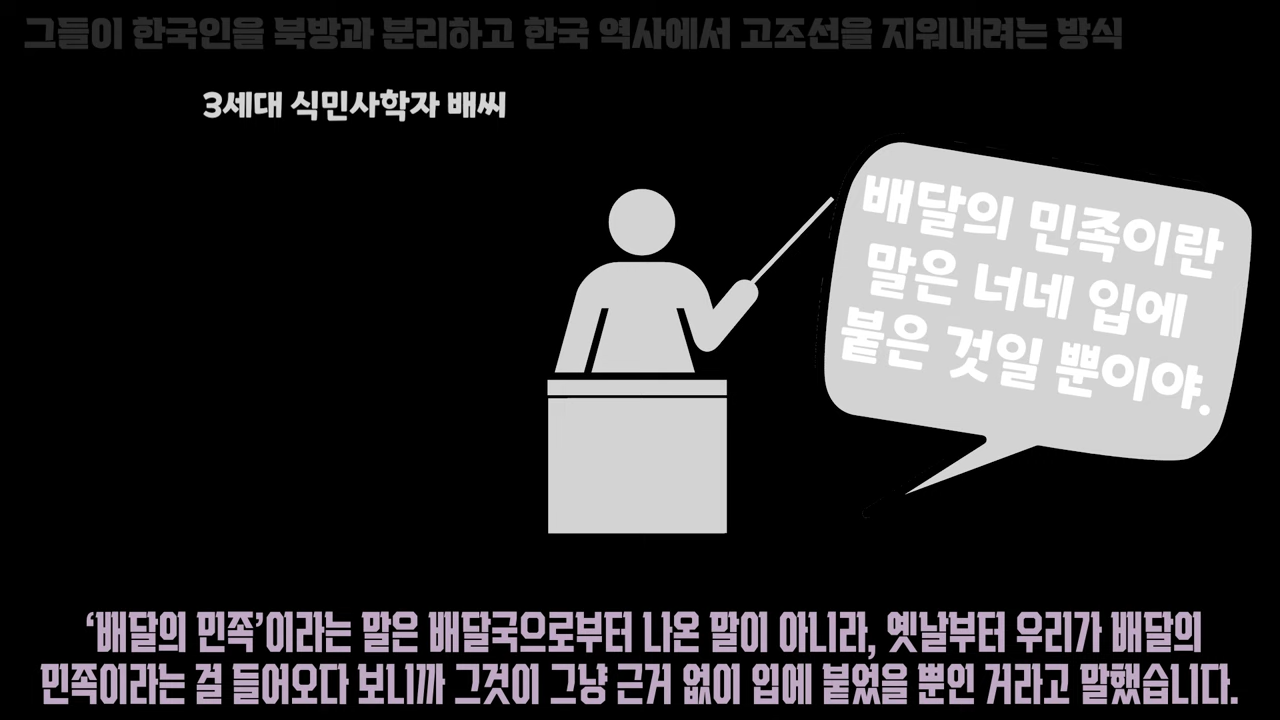 그들이 한국인을 북방과 분리하고 한국 역사에서 고조선을 지워내려는 방식
3세대 식민사학자 배씨
배달의 민족이란
말은 너네 입에
붙은 것일 뿐이야.
‘배달의 민족’이라는 말은 배달국으로부터 나온 말이 아니라, 옛날부터 우리가 배달의
민족이라는 걸 들어오다 보니까 그것이 그냥 근거 없이 입에 붙었을 뿐인 거라고 말했습니다.